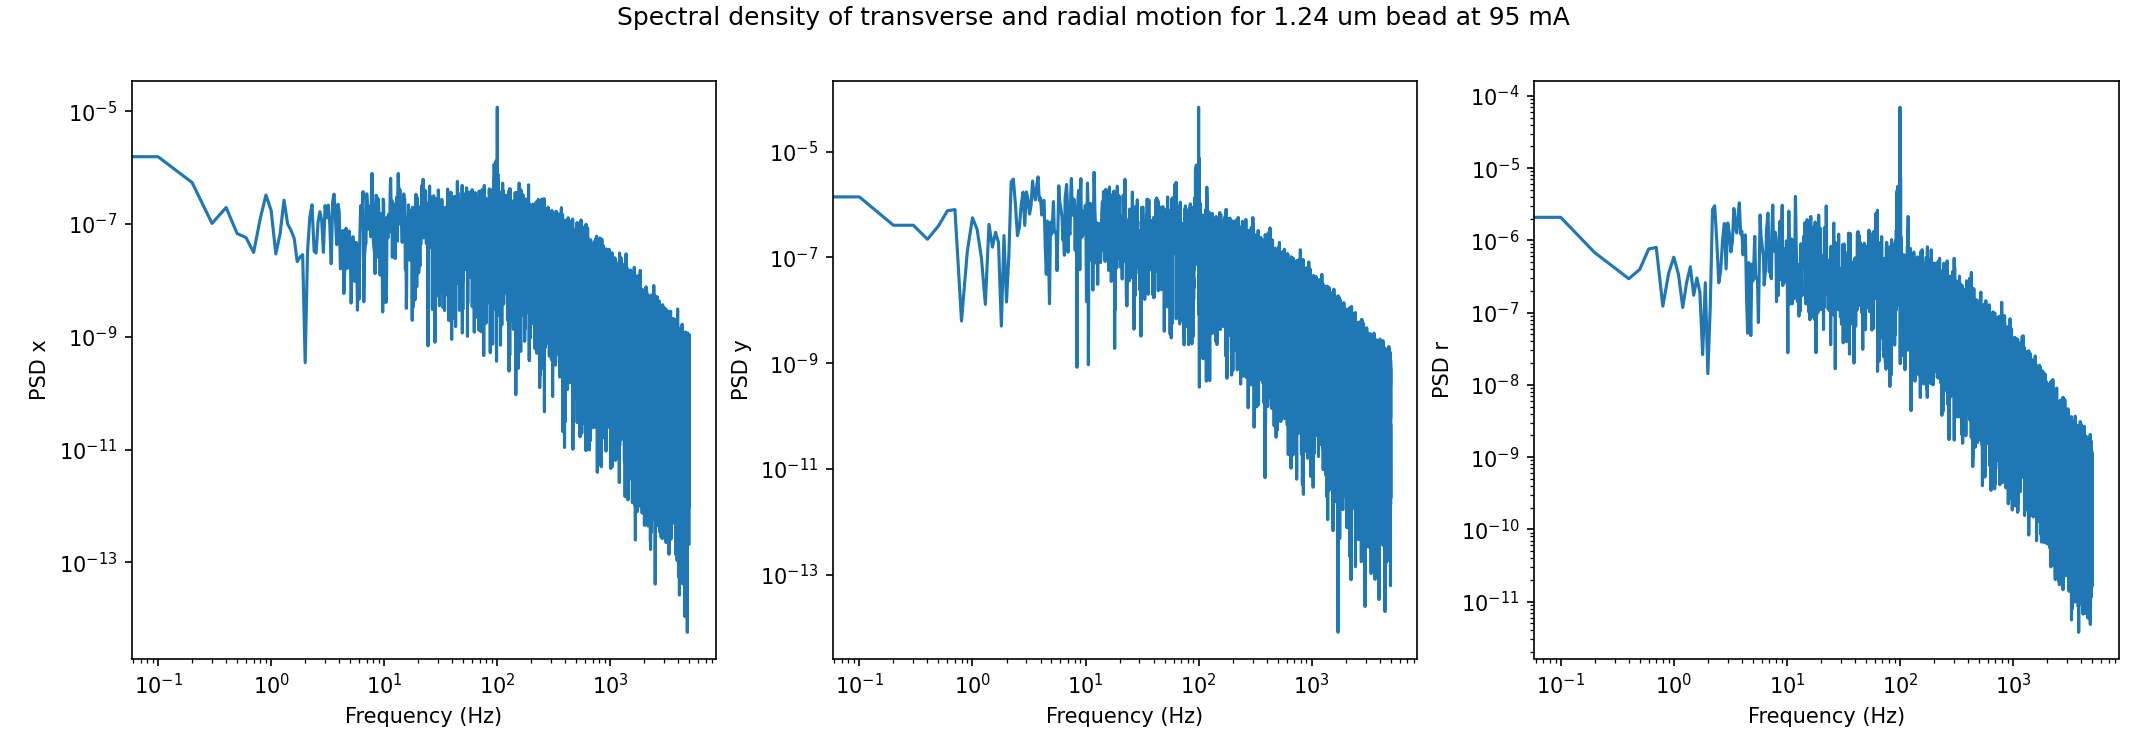 Spectral density of transverse and radial motion for 1.24 um bead at 95 mA
PSD x
10⁻⁵
10⁻⁷
10⁻⁹
10⁻¹¹
10⁻¹³
10⁻¹ 10⁰ 10¹ 10² 10³
Frequency (Hz)
PSD y
10⁻⁵
10⁻⁷
10⁻⁹
10⁻¹¹
10⁻¹³
10⁻¹ 10⁰ 10¹ 10² 10³
Frequency (Hz)
PSD r
10⁻⁴
10⁻⁵
10⁻⁶
10⁻⁷
10⁻⁸
10⁻⁹
10⁻¹⁰
10⁻¹¹
10⁻¹ 10⁰ 10¹ 10² 10³
Frequency (Hz)